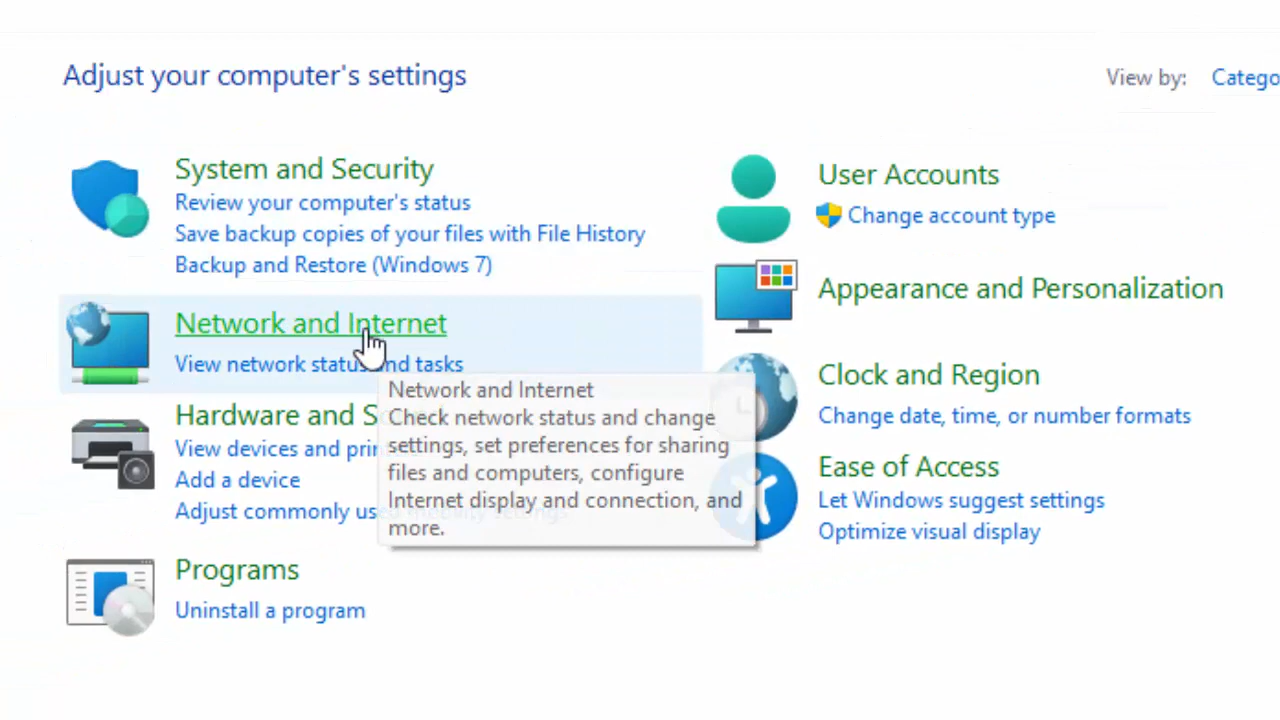 Adjust your computer's settings
View by: Catego
System and Security
Review your computer's status
Save backup copies of your files with File History
Backup and Restore (Windows 7)
Network and Internet
View network status and tasks
Network and Internet
Check network status and change
settings, set preferences for sharing
files and computers, configure
Internet display and connection, and
more.
Hardware and S
View devices and prin
Add a device
Adjust commonly used mobility settings
Programs
Uninstall a program
User Accounts
Change account type
Appearance and Personalization
Clock and Region
Change date, time, or number formats
Ease of Access
Let Windows suggest settings
Optimize visual display